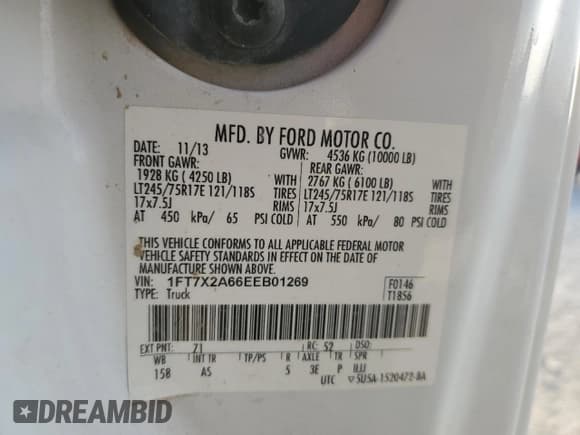 MFD. BY FORD MOTOR CO.
DATE: 11/13 GVWR: 4536 KG (10000 LB)
FRONT GAWR: REAR GAWR:
1928 KG ( 4250 LB) WITH 2767 KG ( 6100 LB) WITH
LT245/75R17E 121/118S TIRES LT245/75R17E 121/118S TIRES
17x7.5J RIMS 17x7.5J RIMS
AT 450 kPa/ 65 PSI COLD AT 550 kPa/ 80 PSI COLD
THIS VEHICLE CONFORMS TO ALL APPLICABLE FEDERAL MOTOR
VEHICLE SAFETY STANDARDS IN EFFECT ON THE DATE OF
MANUFACTURE SHOWN ABOVE.
VIN: 1FT7X2A66EEB01269 F0146
TYPE: Truck T1856
EXT PNT: Z1 RC: 52 DSO:
WB INT TR TP/PS R AXLE TR SPR
158 AS 5 3E P IIJJ
UTC ▽5U5A-1520472-BA
DREAMBID